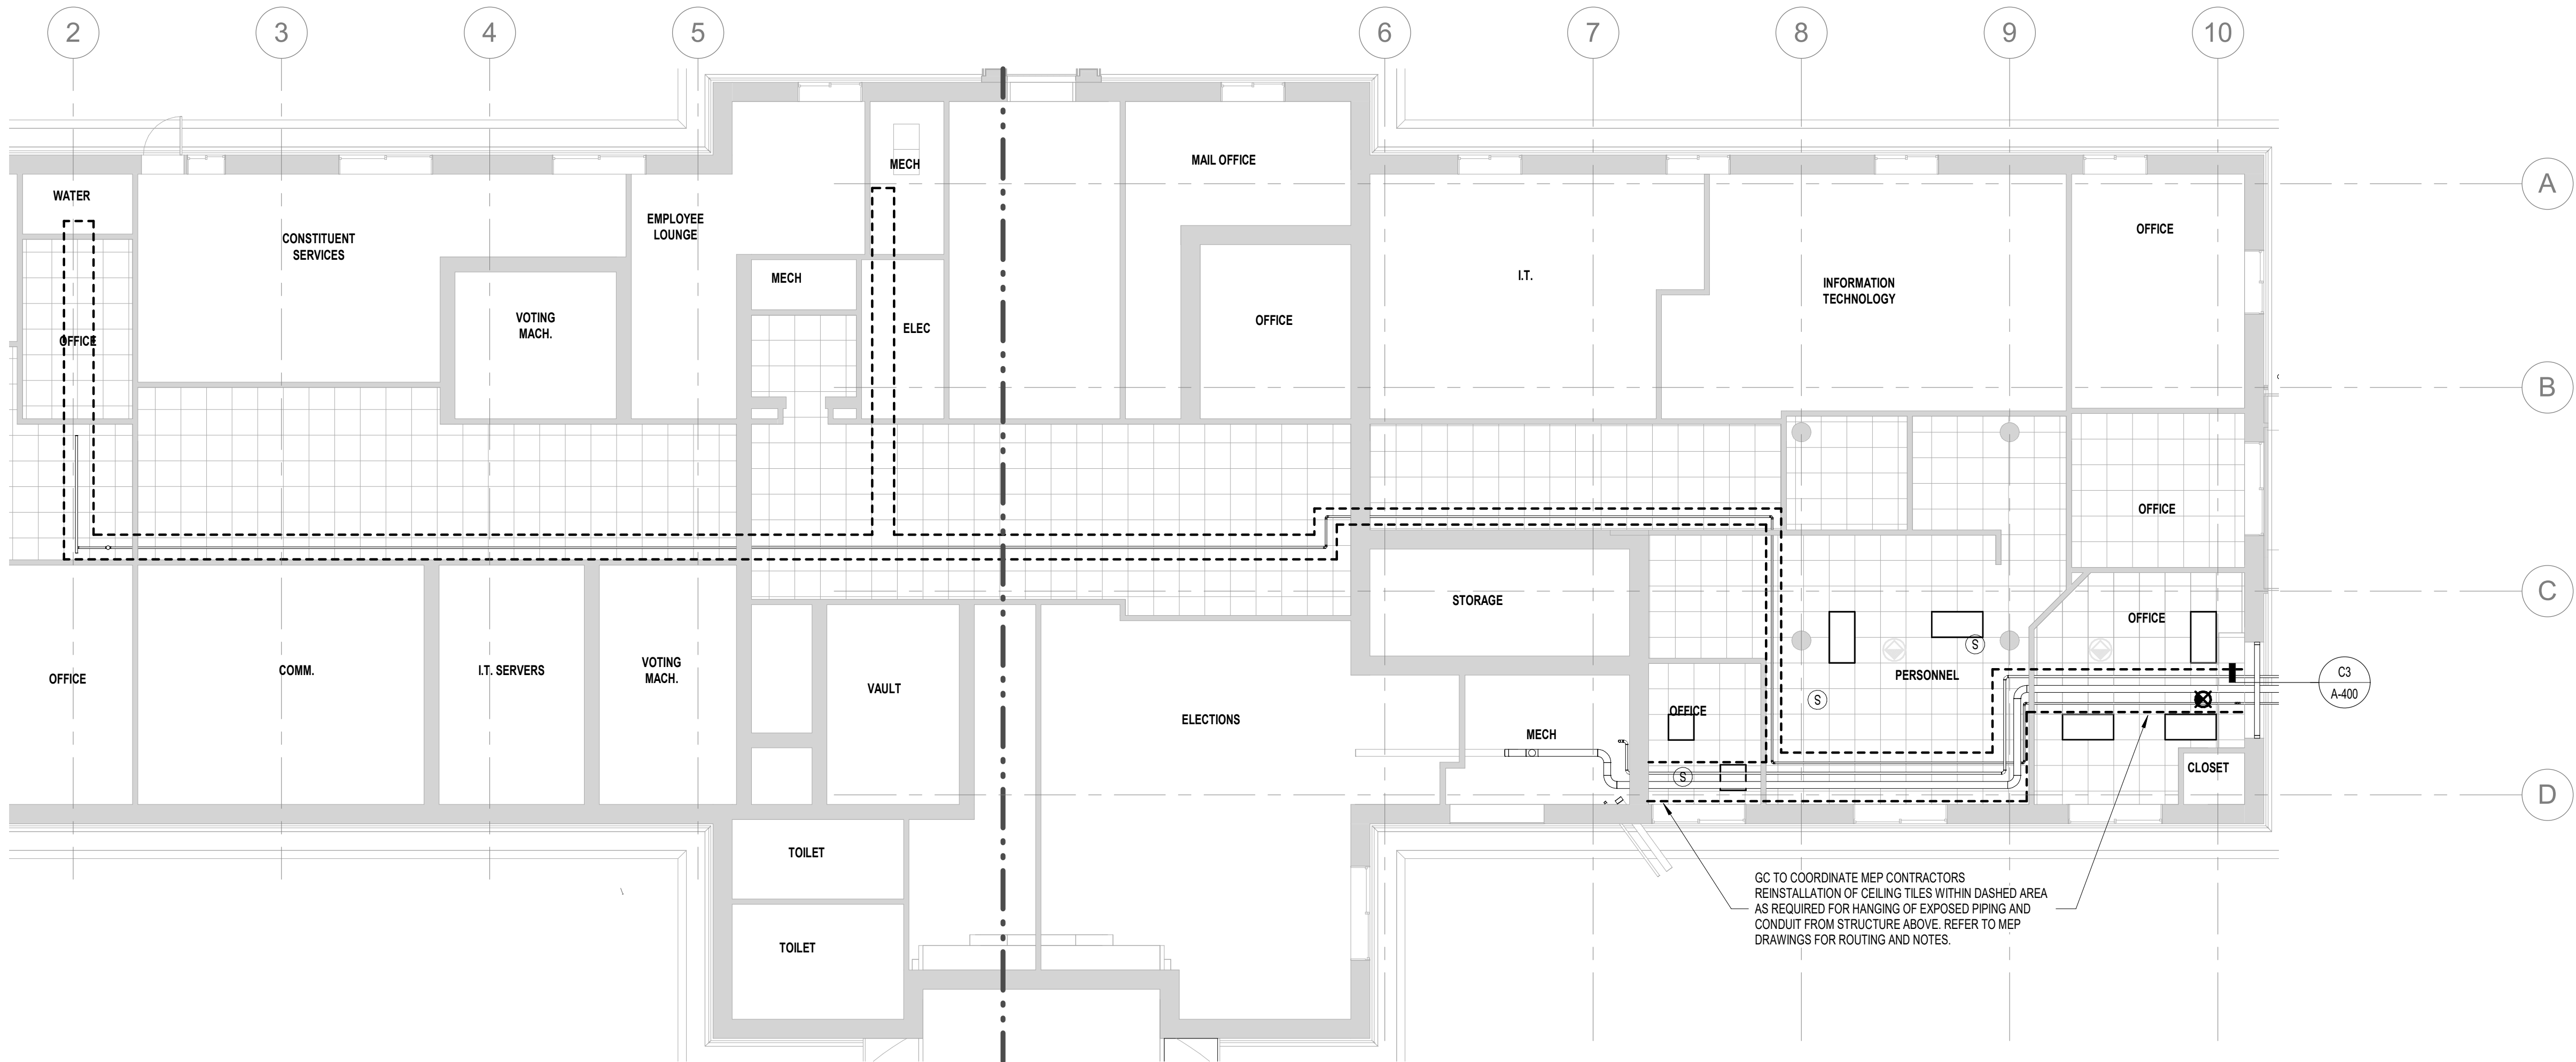 2
3
4
5
6
7
8
9
10
A
B
C
D
WATER
CONSTITUENT
SERVICES
EMPLOYEE
LOUNGE
MECH
MAIL OFFICE
OFFICE
MECH
I.T.
INFORMATION
TECHNOLOGY
VOTING
MACH.
OFFICE
ELEC
OFFICE
OFFICE
STORAGE
OFFICE
OFFICE
COMM.
I.T. SERVERS
VOTING
MACH.
VAULT
ELECTIONS
MECH
OFFICE
PERSONNEL
S
S
S
CLOSET
C3
A-400
TOILET
TOILET
GC TO COORDINATE MEP CONTRACTORS
REINSTALLATION OF CEILING TILES WITHIN DASHED AREA
AS REQUIRED FOR HANGING OF EXPOSED PIPING AND
CONDUIT FROM STRUCTURE ABOVE. REFER TO MEP
DRAWINGS FOR ROUTING AND NOTES.